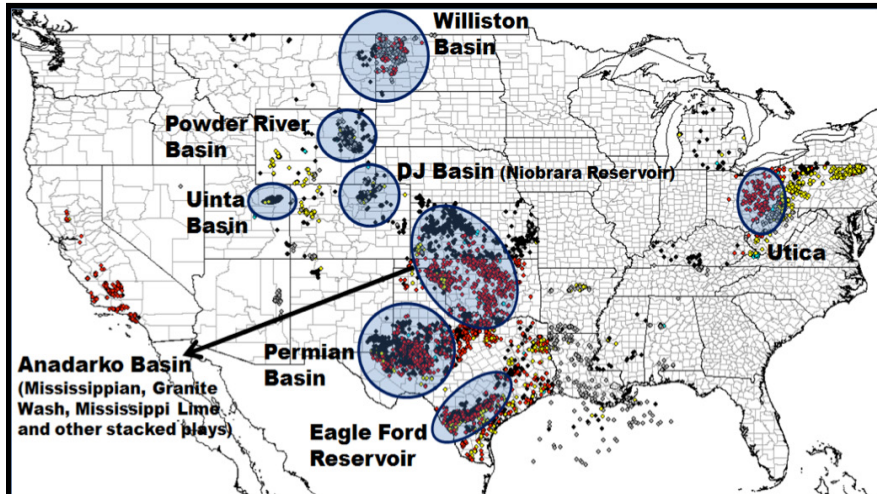 Williston
Basin
Powder River
Basin
DJ Basin (Niobrara Reservoir)
Uinta
Basin
Utica
Anadarko Basin
(Mississippian, Granite
Wash, Mississippi Lime
and other stacked plays)
Permian
Basin
Eagle Ford
Reservoir